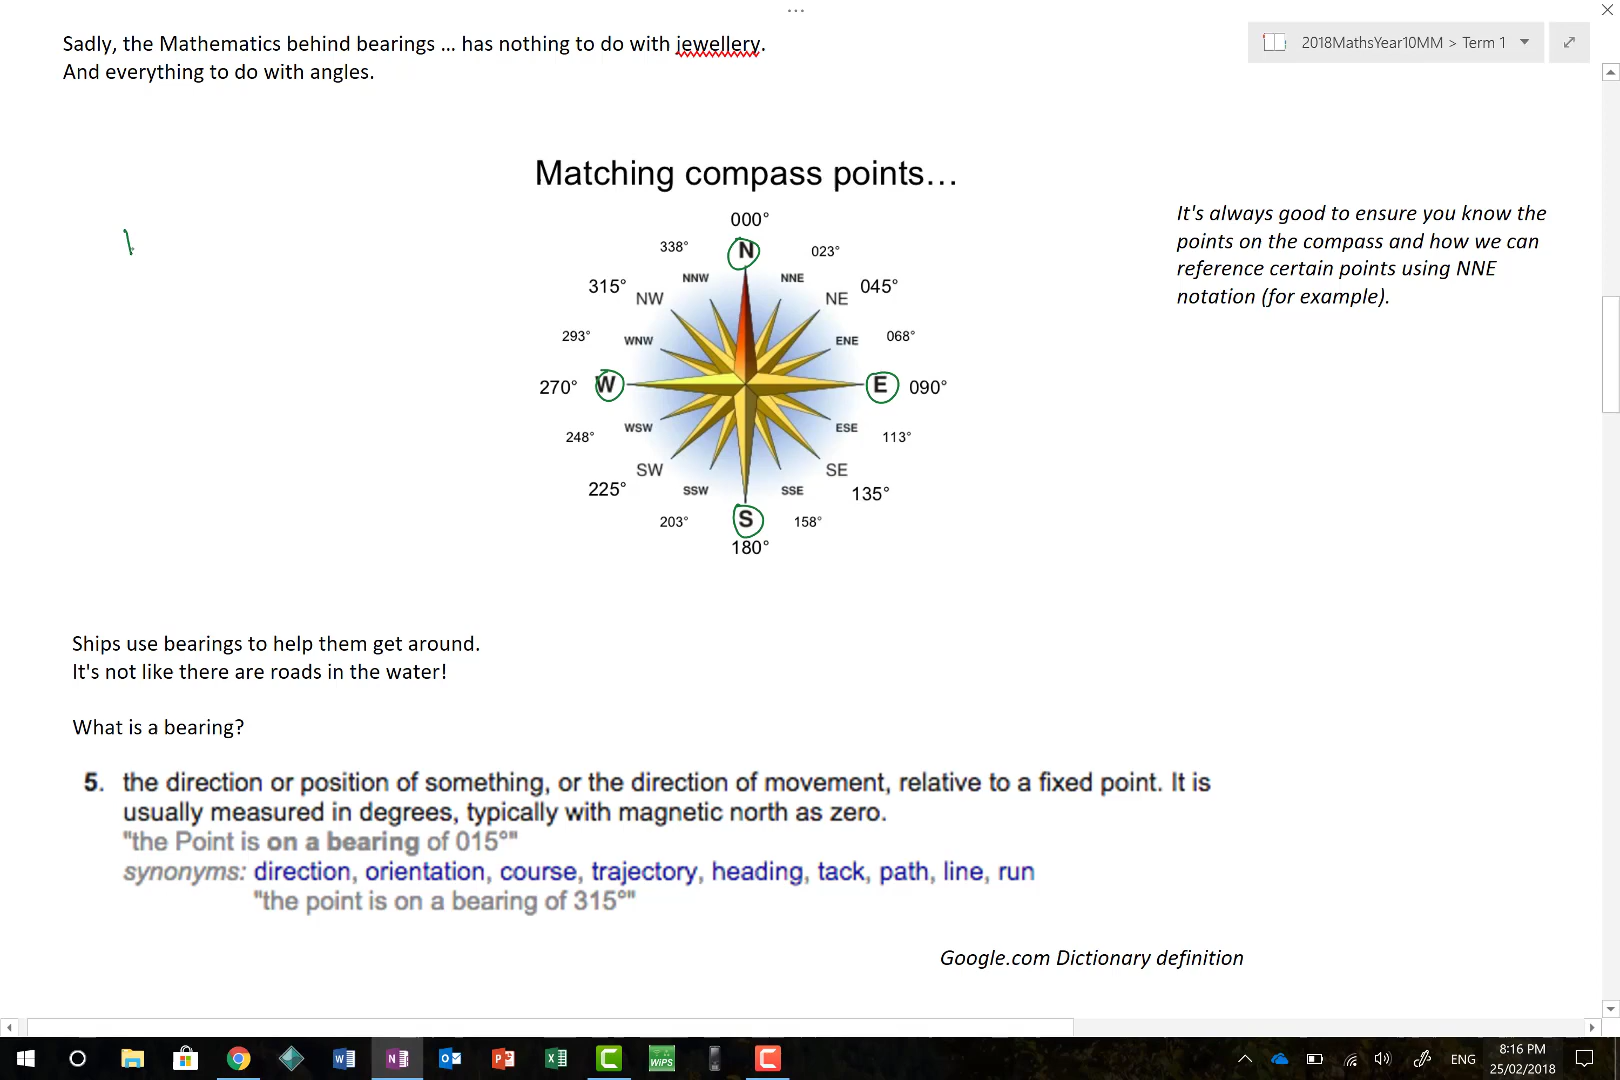 Sadly, the Mathematics behind bearings ... has nothing to do with jewellery.
And everything to do with angles.
2018MathsYear10MM > Term 1
Matching compass points...
It's always good to ensure you know the
points on the compass and how we can
reference certain points using NNE
notation (for example).
000°
338° N 023°
NNW NNE
315° NW NE 045°
293° WNW ENE 068°
270° W E 090°
248° WSW ESE 113°
225° SW SE 135°
SSW SSE
203° S 158°
180°
Ships use bearings to help them get around.
It's not like there are roads in the water!
What is a bearing?
5. the direction or position of something, or the direction of movement, relative to a fixed point. It is
usually measured in degrees, typically with magnetic north as zero.
"the Point is on a bearing of 015°"
synonyms: direction, orientation, course, trajectory, heading, tack, path, line, run
"the point is on a bearing of 315°"
Google.com Dictionary definition
WIPS
ENG
8:16 PM
25/02/2018